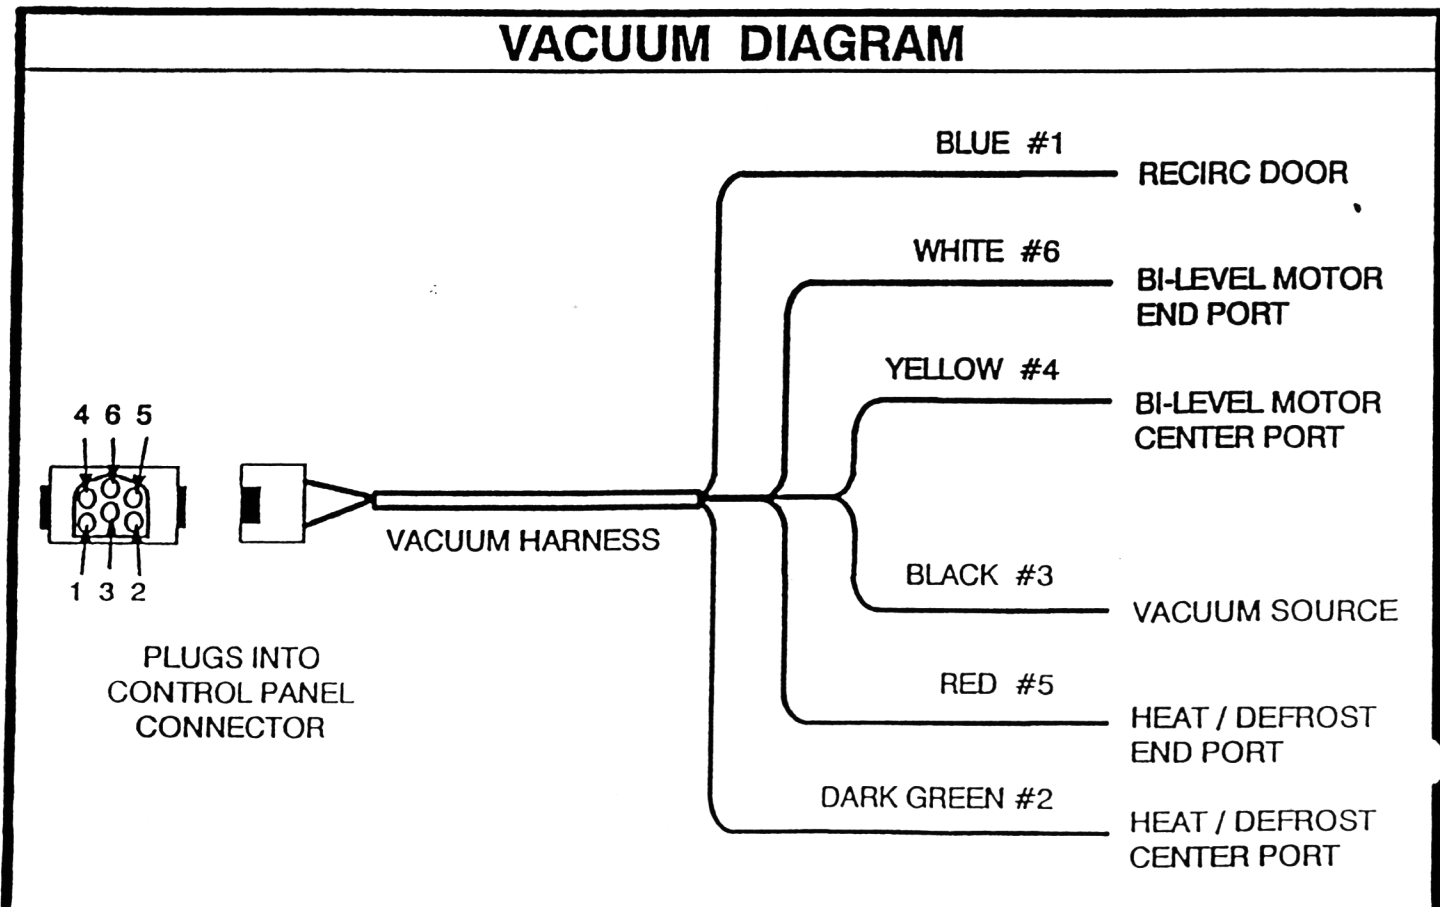 VACUUM DIAGRAM
BLUE #1
RECIRC DOOR
WHITE #6
BI-LEVEL MOTOR
END PORT
YELLOW #4
BI-LEVEL MOTOR
CENTER PORT
4 6 5
1 3 2
PLUGS INTO
CONTROL PANEL
CONNECTOR
VACUUM HARNESS
BLACK #3
VACUUM SOURCE
RED #5
HEAT / DEFROST
END PORT
DARK GREEN #2
HEAT / DEFROST
CENTER PORT